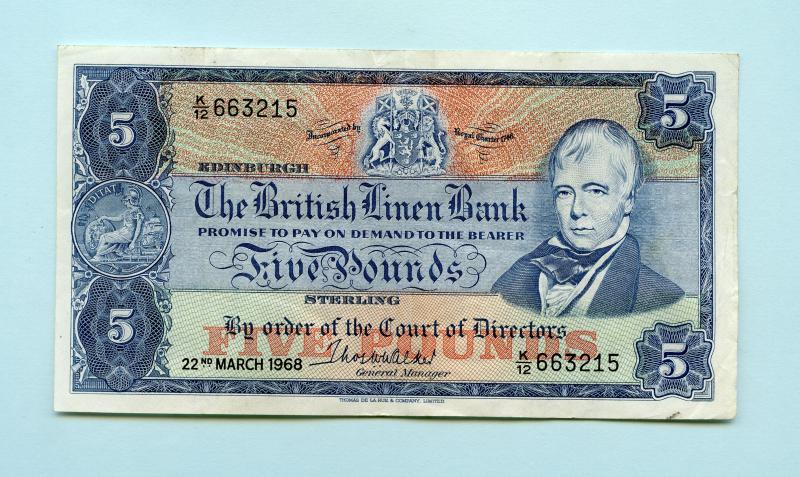 5
K/12 663215
5
Incorporated by Royal Charter 1746
EDINBURGH
The British Linen Bank
PROMISE TO PAY ON DEMAND TO THE BEARER
Five Pounds
STERLING
By order of the Court of Directors
FIVE POUNDS
5
22ND MARCH 1968
Thos W Walker
General Manager
K/12 663215
5
THOMAS DE LA RUE & COMPANY, LIMITED